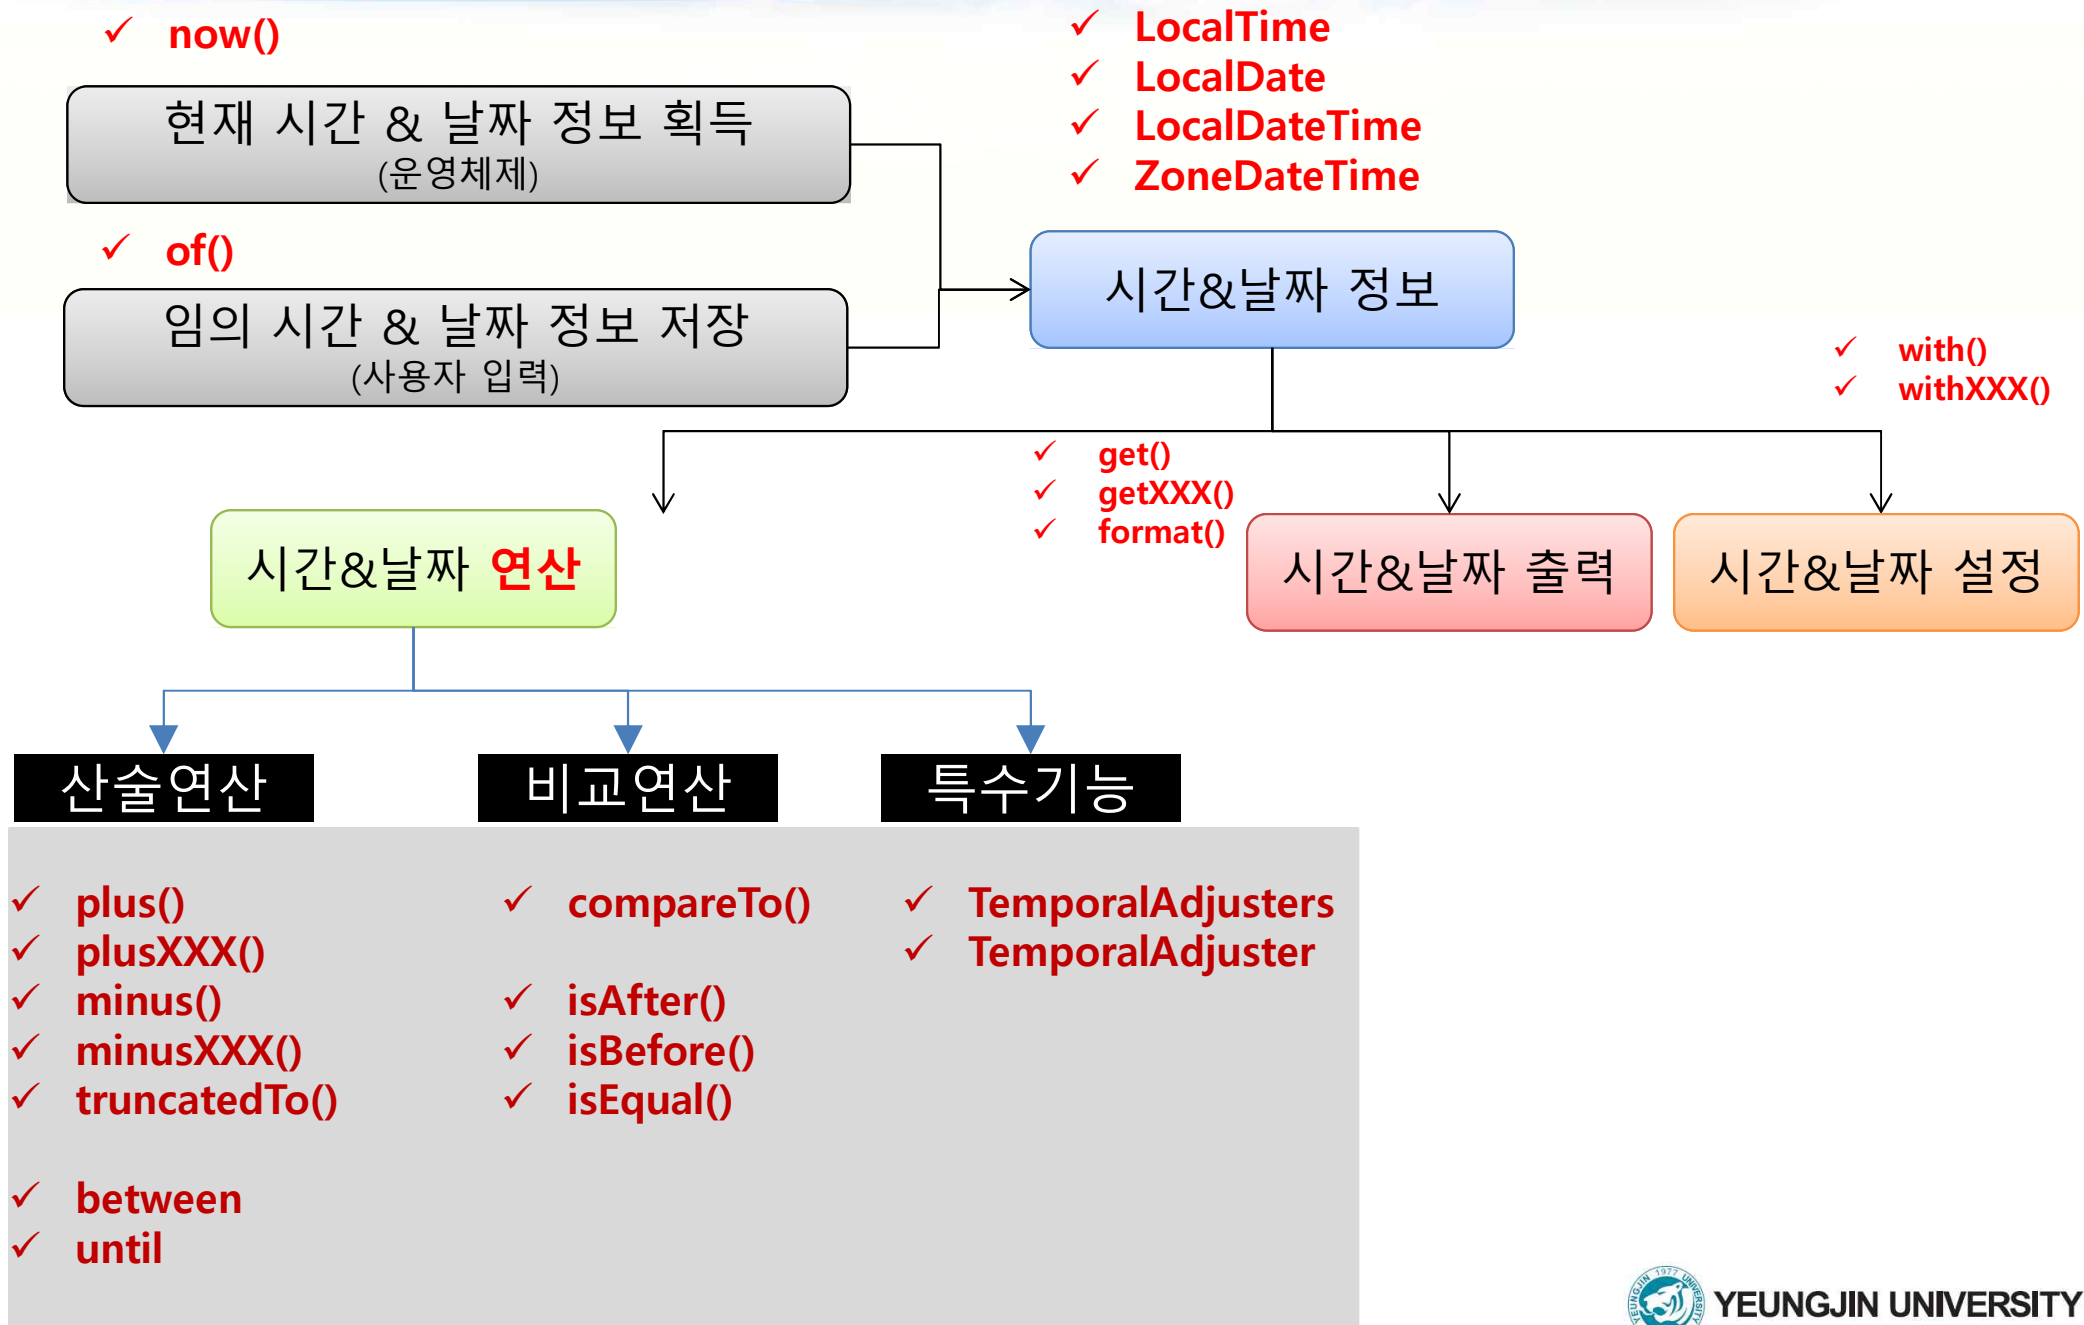 now()
현재 시간 & 날짜 정보 획득
(운영체제)
of()
임의 시간 & 날짜 정보 저장
(사용자 입력)
LocalTime
LocalDate
LocalDateTime
ZoneDateTime
시간&날짜 정보
with()
withXXX()
get()
getXXX()
format()
시간&날짜 연산
시간&날짜 출력
시간&날짜 설정
산술연산
비교연산
특수기능
plus()
plusXXX()
minus()
minusXXX()
truncatedTo()
between
until
compareTo()
isAfter()
isBefore()
isEqual()
TemporalAdjusters
TemporalAdjuster
YEUNGJIN 1977 UNIVERSITY
YEUNGJIN UNIVERSITY